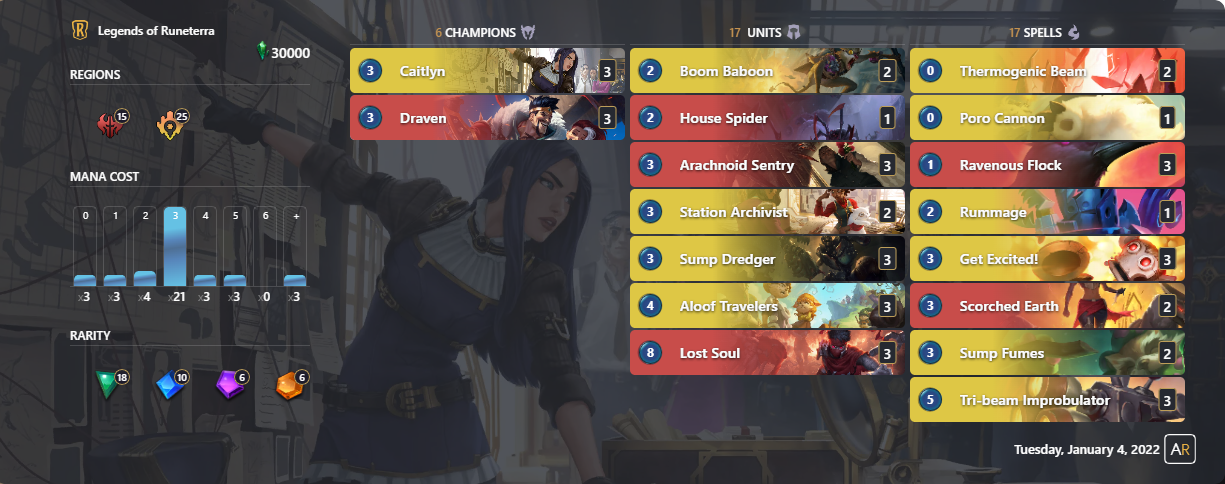 Legends of Runeterra
30000
REGIONS
15 25
MANA COST
0 1 2 3 4 5 6 +
x3 x3 x4 x21 x3 x3 x0 x3
RARITY
18 10 6 6
6 CHAMPIONS
3 Caitlyn 3
3 Draven 3
17 UNITS
2 Boom Baboon 2
2 House Spider 1
3 Arachnoid Sentry 3
3 Station Archivist 2
3 Sump Dredger 3
4 Aloof Travelers 3
8 Lost Soul 3
17 SPELLS
0 Thermogenic Beam 2
0 Poro Cannon 1
1 Ravenous Flock 3
2 Rummage 1
3 Get Excited! 3
3 Scorched Earth 2
3 Sump Fumes 2
5 Tri-beam Improbulator 3
Tuesday, January 4, 2022 AR